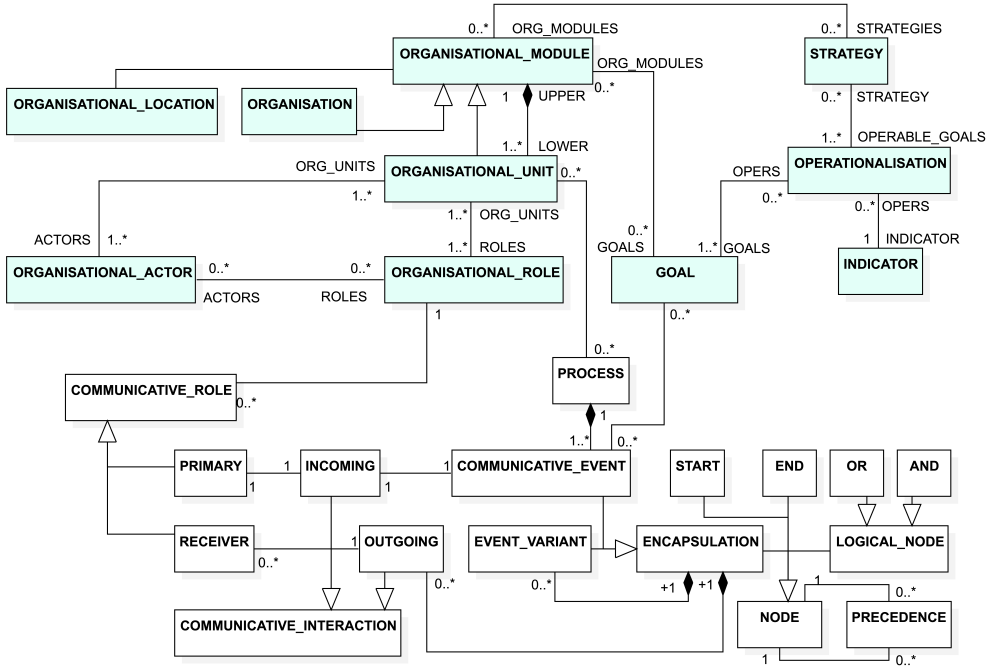 0..* ORG_MODULES 0..* STRATEGIES
ORGANISATIONAL_MODULE STRATEGY
ORG_MODULES
0..*
ORGANISATIONAL_LOCATION ORGANISATION 1 UPPER 0..* STRATEGY
1..* LOWER 1..* OPERABLE_GOALS
ORG_UNITS ORGANISATIONAL_UNIT 0..* OPERS OPERATIONALISATION
1..* 0..*
1..* ORG_UNITS 0..* OPERS
0..*
ACTORS 1..* 1..* ROLES GOALS 1..* GOALS 1 INDICATOR
ORGANISATIONAL_ACTOR 0..* 0..* ORGANISATIONAL_ROLE GOAL INDICATOR
ACTORS ROLES
1 0..*
0..*
PROCESS
COMMUNICATIVE_ROLE
0..*
1
1..* 0..*
PRIMARY 1 INCOMING 1 COMMUNICATIVE_EVENT START END OR AND
1 1
RECEIVER 1 OUTGOING EVENT_VARIANT ENCAPSULATION LOGICAL_NODE
0..*
0..* 0..* +1 +1 1 0..*
COMMUNICATIVE_INTERACTION NODE PRECEDENCE
1 0..*